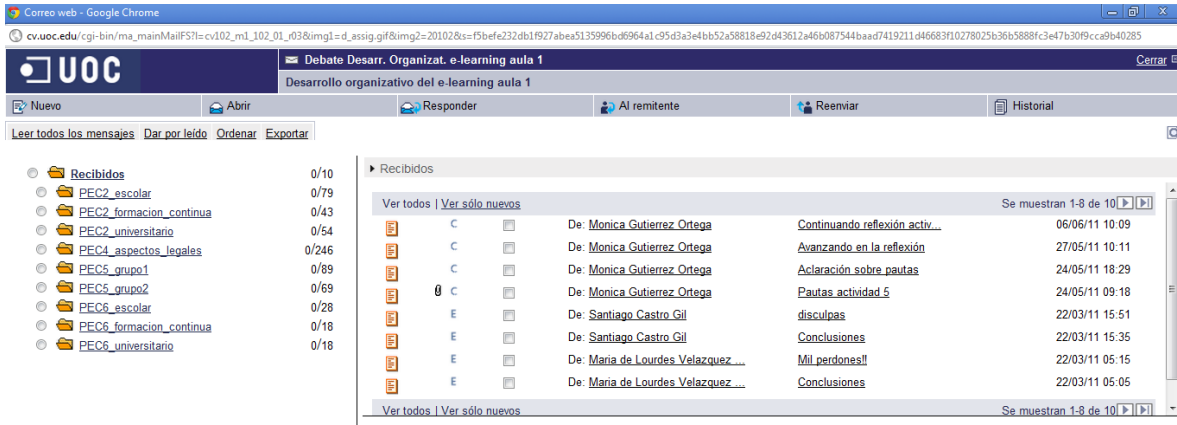 Correo web - Google Chrome
cv.uoc.edu/cgi-bin/ma_mainMailFS?l=cv102_m1_102_01_r03&img1=d_assig.gif&img2=20102&s=f5befe232db1f927abea5135996bd6964a1c95d3a3e4bb52a58818e92d43612a46b087544baad7419211d46683f10278025b36b5888fc3e47b30f9cca9b40285
UOC
Debate Desarr. Organizat. e-learning aula 1 Cerrar
Desarrollo organizativo del e-learning aula 1
Nuevo Abrir Responder Al remitente Reenviar Historial
Leer todos los mensajes Dar por leído Ordenar Exportar
Recibidos 0/10
PEC2_escolar 0/79
PEC2_formacion_continua 0/43
PEC2_universitario 0/54
PEC4_aspectos_legales 0/246
PEC5_grupo1 0/89
PEC5_grupo2 0/69
PEC6_escolar 0/28
PEC6_formacion_continua 0/18
PEC6_universitario 0/18
Recibidos
Ver todos | Ver sólo nuevos Se muestran 1-8 de 10
C De: Monica Gutierrez Ortega Continuando reflexión activ... 06/06/11 10:09
C De: Monica Gutierrez Ortega Avanzando en la reflexión 27/05/11 10:11
C De: Monica Gutierrez Ortega Aclaración sobre pautas 24/05/11 18:29
C De: Monica Gutierrez Ortega Pautas actividad 5 24/05/11 09:18
E De: Santiago Castro Gil disculpas 22/03/11 15:51
E De: Santiago Castro Gil Conclusiones 22/03/11 15:35
E De: Maria de Lourdes Velazquez ... Mil perdones!! 22/03/11 05:15
E De: Maria de Lourdes Velazquez ... Conclusiones 22/03/11 05:05
Ver todos | Ver sólo nuevos Se muestran 1-8 de 10